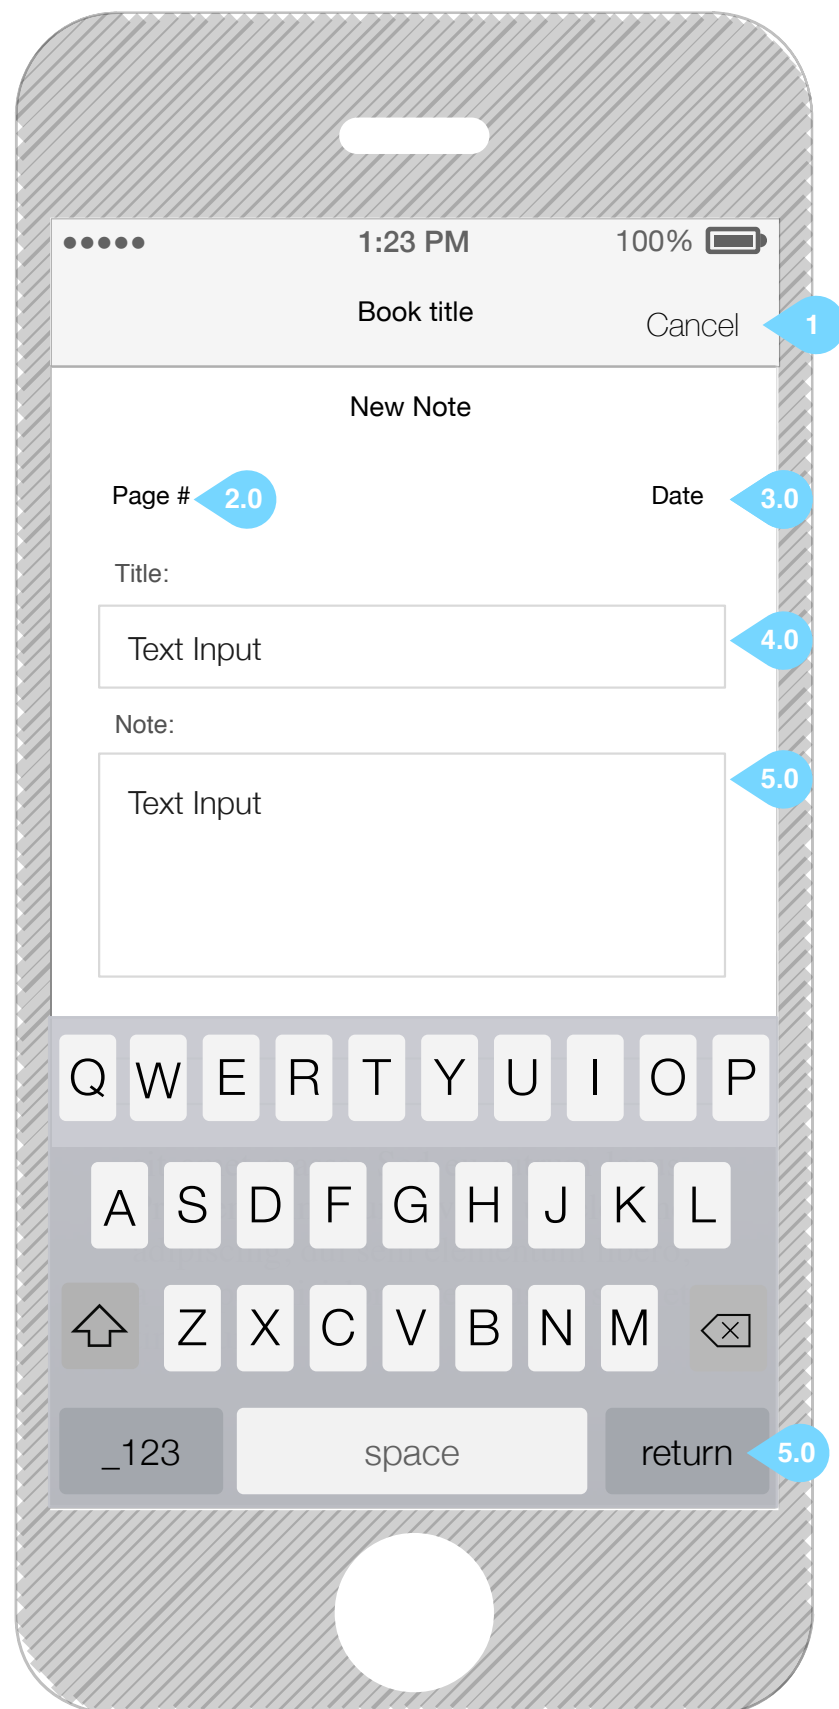 1:23 PM 100%
Book title
Cancel 1
New Note
Page # 2.0 Date 3.0
Title:
Text Input 4.0
Note:
5.0
Text Input
Q W E R T Y U I O P
A S D F G H J K L
Z X C V B N M
_123 space return 5.0